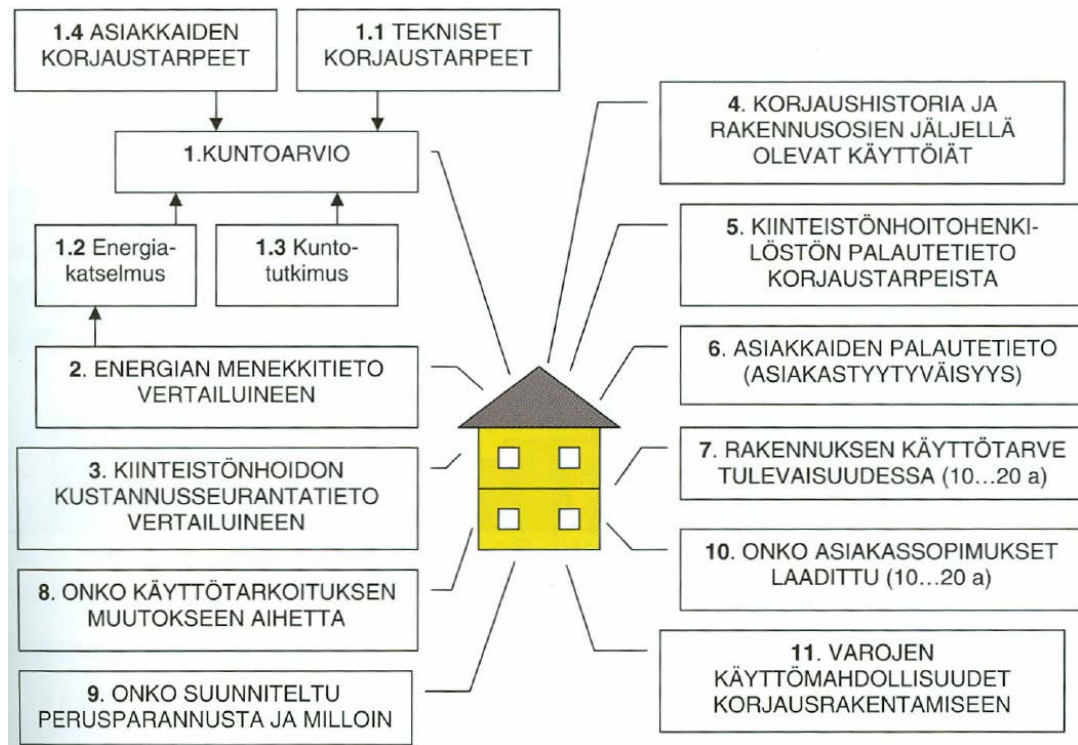 1.4 ASIAKKAIDEN
KORJAUSTARPEET
1.1 TEKNISET
KORJAUSTARPEET
1.KUNTOARVIO
1.2 Energia-
katselmus
1.3 Kunto-
tutkimus
2. ENERGIAN MENEKKITIETO
VERTAILUINEEN
3. KIINTEISTÖNHOIDON
KUSTANNUSSEURANTATIETO
VERTAILUINEEN
8. ONKO KÄYTTÖTARKOITUKSEN
MUUTOKSEEN AIHETTA
9. ONKO SUUNNITELTU
PERUSPARANNUSTA JA MILLOIN
4. KORJAUSHISTORIA JA
RAKENNUSOSIEN JÄLJELLÄ
OLEVAT KÄYTTÖIÄT
5. KIINTEISTÖNHOITOHENKI-
LÖSTÖN PALAUTETIETO
KORJAUSTARPEISTA
6. ASIAKKAIDEN PALAUTETIETO
(ASIAKASTYYTYVÄISYYS)
7. RAKENNUKSEN KÄYTTÖTARVE
TULEVAISUUDESSA (10...20 a)
10. ONKO ASIAKASSOPIMUKSET
LAADITTU (10...20 a)
11. VAROJEN
KÄYTTÖMAHDOLLISUUDET
KORJAUSRAKENTAMISEEN